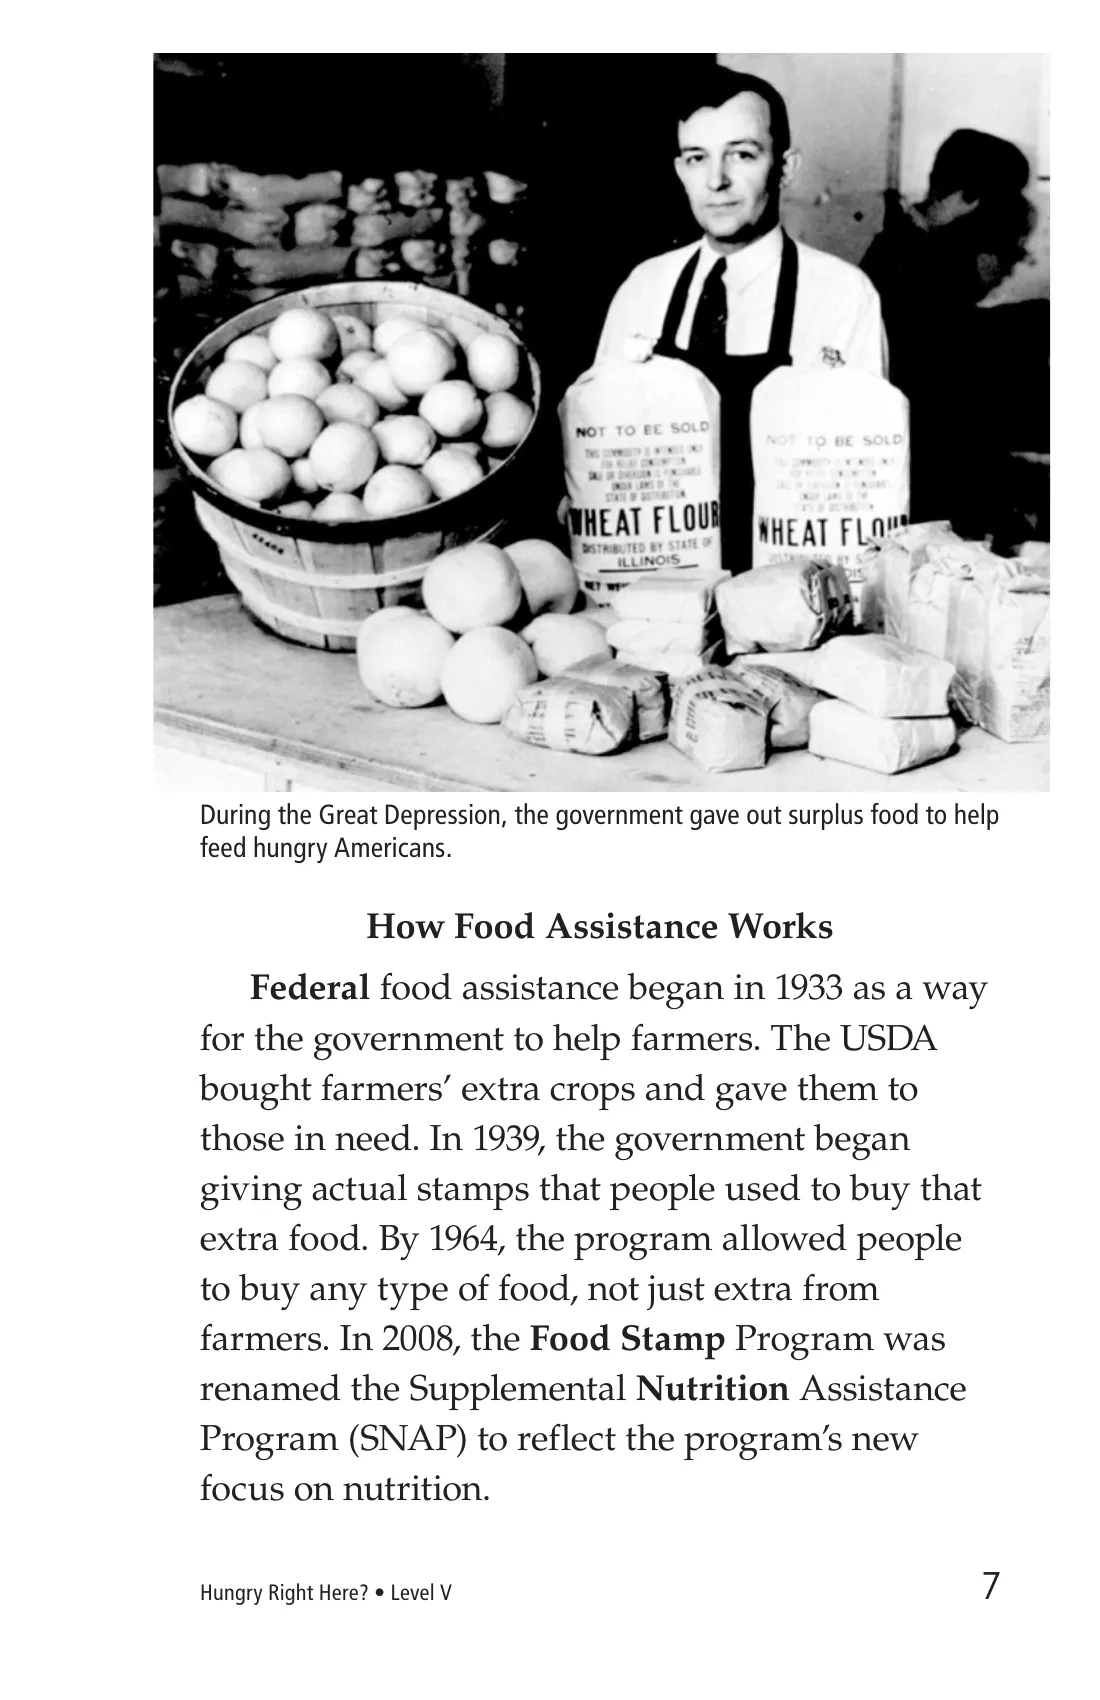 NOT TO BE SOLD
WHEAT FLOUR
DISTRIBUTED BY STATE OF
ILLINOIS
NOT TO BE SOLD
WHEAT FLOUR
During the Great Depression, the government gave out surplus food to help
feed hungry Americans.
How Food Assistance Works
Federal food assistance began in 1933 as a way
for the government to help farmers. The USDA
bought farmers’ extra crops and gave them to
those in need. In 1939, the government began
giving actual stamps that people used to buy that
extra food. By 1964, the program allowed people
to buy any type of food, not just extra from
farmers. In 2008, the Food Stamp Program was
renamed the Supplemental Nutrition Assistance
Program (SNAP) to reflect the program’s new
focus on nutrition.
Hungry Right Here? • Level V
7